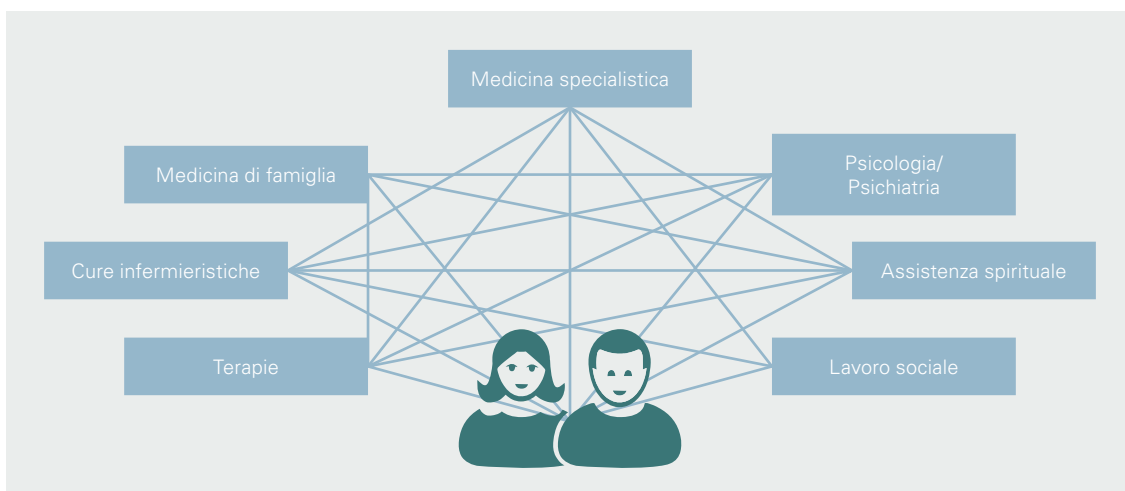 Medicina specialistica
Medicina di famiglia
Psicologia/
Psichiatria
Cure infermieristiche
Assistenza spirituale
Terapie
Lavoro sociale